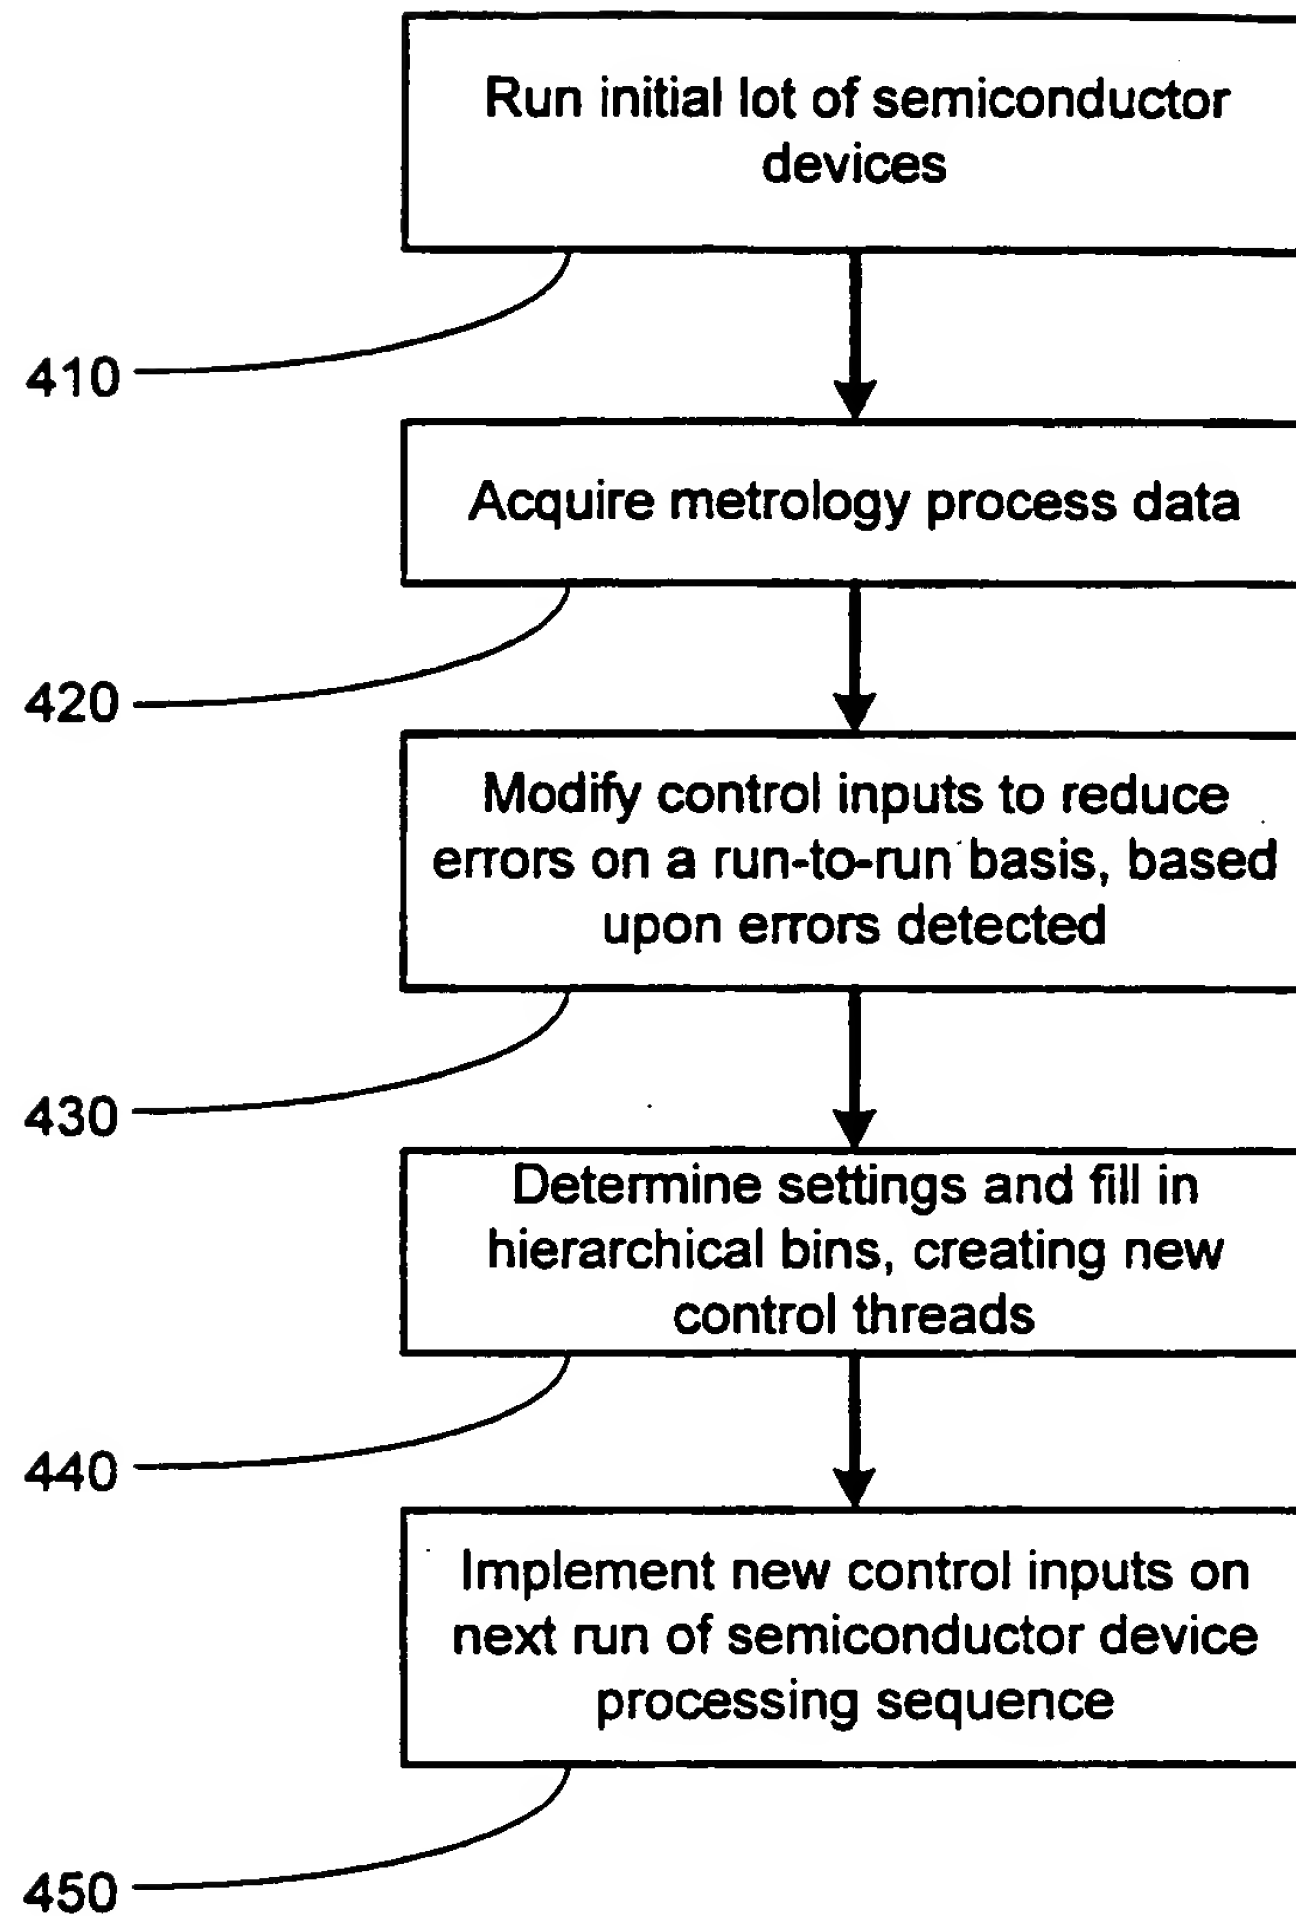 Run initial lot of semiconductor
devices
410
Acquire metrology process data
420
Modify control inputs to reduce
errors on a run-to-run basis, based
upon errors detected
430
Determine settings and fill in
hierarchical bins, creating new
control threads
440
Implement new control inputs on
next run of semiconductor device
processing sequence
450